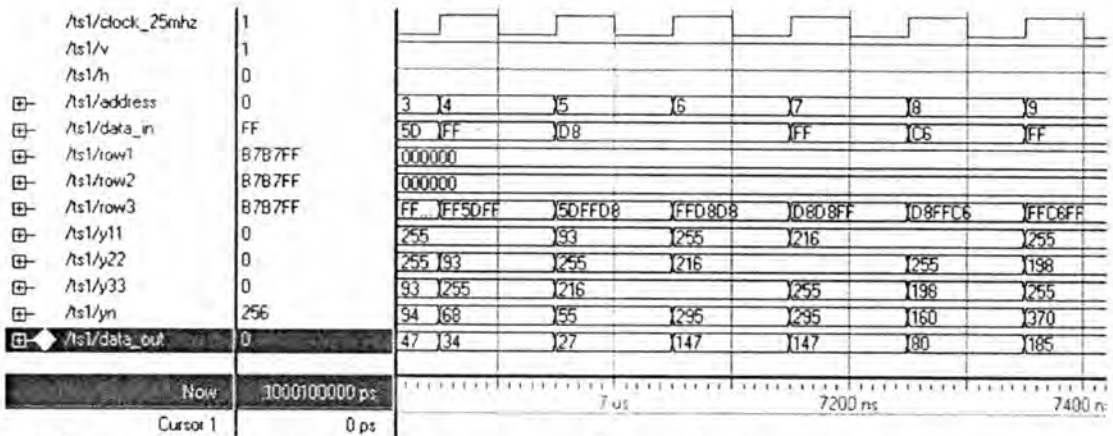 /ts1/clock_25mhz 1
/ts1/v 1
/ts1/h 0
/ts1/address 0 3 4 5 6 7 8 9
/ts1/data_in FF 5D FF D8 FF C6 FF
/ts1/row1 B7B7FF 000000
/ts1/row2 B7B7FF 000000
/ts1/row3 B7B7FF FF... FF5DFF 5DFFD8 FFD8D8 D8D8FF D8FFC6 FFC6FF
/ts1/y11 0 255 93 255 216 255
/ts1/y22 0 255 93 255 216 255 198
/ts1/y33 0 93 255 216 255 198 255
/ts1/yn 256 94 68 55 295 295 160 370
/ts1/data_out 0 47 34 27 147 147 80 185
Now 3000100000 ps 7 us 7200 ns 7400 n
Cursor 1 0 ps